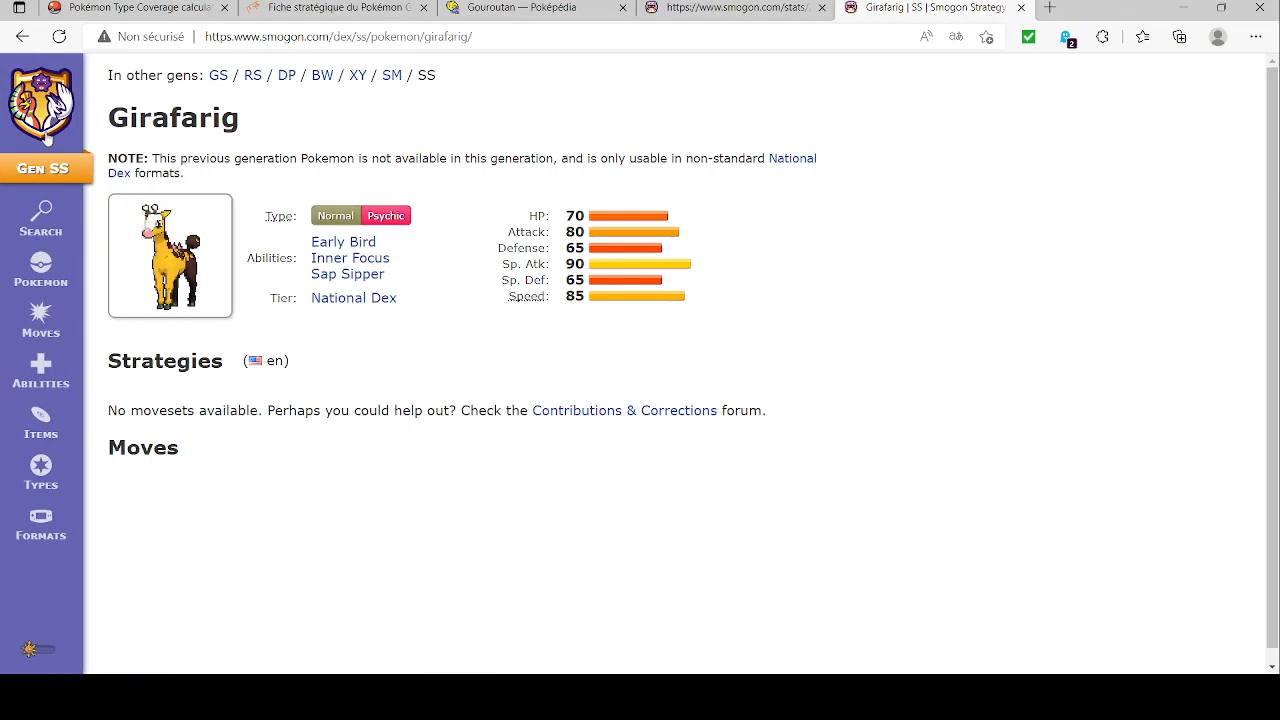 Pokémon Type Coverage calcula
Fiche stratégique du Pokémon G
Gouroutan — Poképédia
https://www.smogon.com/stats/
Girafarig | SS | Smogon Strategy
Non sécurisé
https://www.smogon.com/dex/ss/pokemon/girafarig/
2
In other gens: GS / RS / DP / BW / XY / SM / SS
Girafarig
NOTE: This previous generation Pokemon is not available in this generation, and is only usable in non-standard National
Dex formats.
Gen SS
Search
Pokemon
Moves
Abilities
Items
Types
Formats
Type: Normal Psychic
Abilities: Early Bird
Inner Focus
Sap Sipper
Tier: National Dex
HP: 70
Attack: 80
Defense: 65
Sp. Atk: 90
Sp. Def: 65
Speed: 85
Strategies (en)
No movesets available. Perhaps you could help out? Check the Contributions & Corrections forum.
Moves